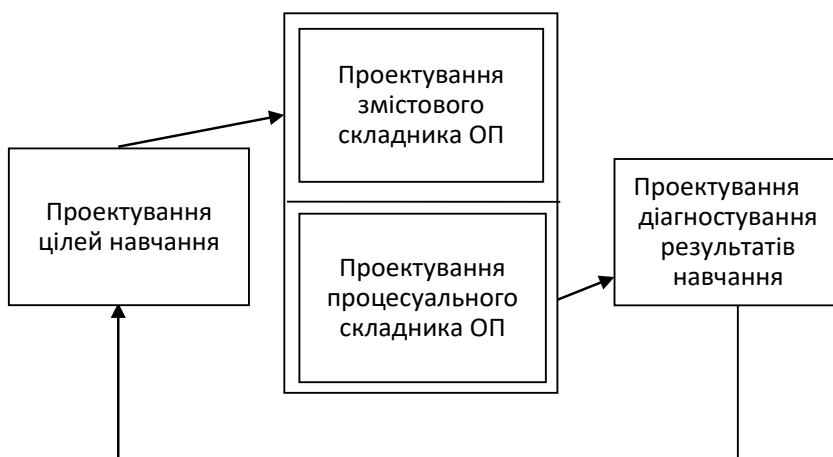 Проектування
цілей навчання
Проектування
змістового
складника ОП
Проектування
процесуального
складника ОП
Проектування
діагностування
результатів
навчання